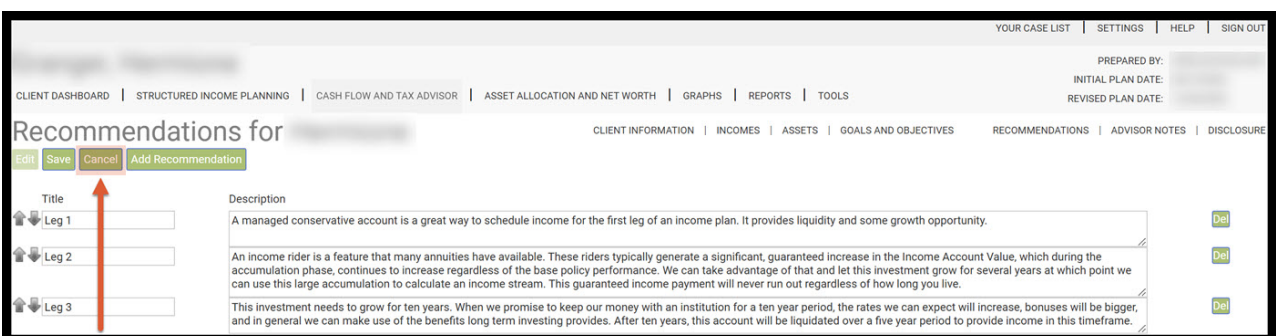 YOUR CASE LIST | SETTINGS | HELP | SIGN OUT
PREPARED BY:
INITIAL PLAN DATE:
REVISED PLAN DATE:
CLIENT DASHBOARD | STRUCTURED INCOME PLANNING | CASH FLOW AND TAX ADVISOR | ASSET ALLOCATION AND NET WORTH | GRAPHS | REPORTS | TOOLS
Recommendations for
CLIENT INFORMATION | INCOMES | ASSETS | GOALS AND OBJECTIVES RECOMMENDATIONS | ADVISOR NOTES | DISCLOSURE
Edit Save Cancel Add Recommendation
Title Description
Leg 1 A managed conservative account is a great way to schedule income for the first leg of an income plan. It provides liquidity and some growth opportunity. Del
Leg 2 An income rider is a feature that many annuities have available. These riders typically generate a significant, guaranteed increase in the Income Account Value, which during the Del
accumulation phase, continues to increase regardless of the base policy performance. We can take advantage of that and let this investment grow for several years at which point we
can use this large accumulation to calculate an income stream. This guaranteed income payment will never run out regardless of how long you live.
Leg 3 This investment needs to grow for ten years. When we promise to keep our money with an institution for a ten year period, the rates we can expect will increase, bonuses will be bigger, Del
and in general we can make use of the benefits long term investing provides. After ten years, this account will be liquidated over a five year period to provide income in this timeframe.